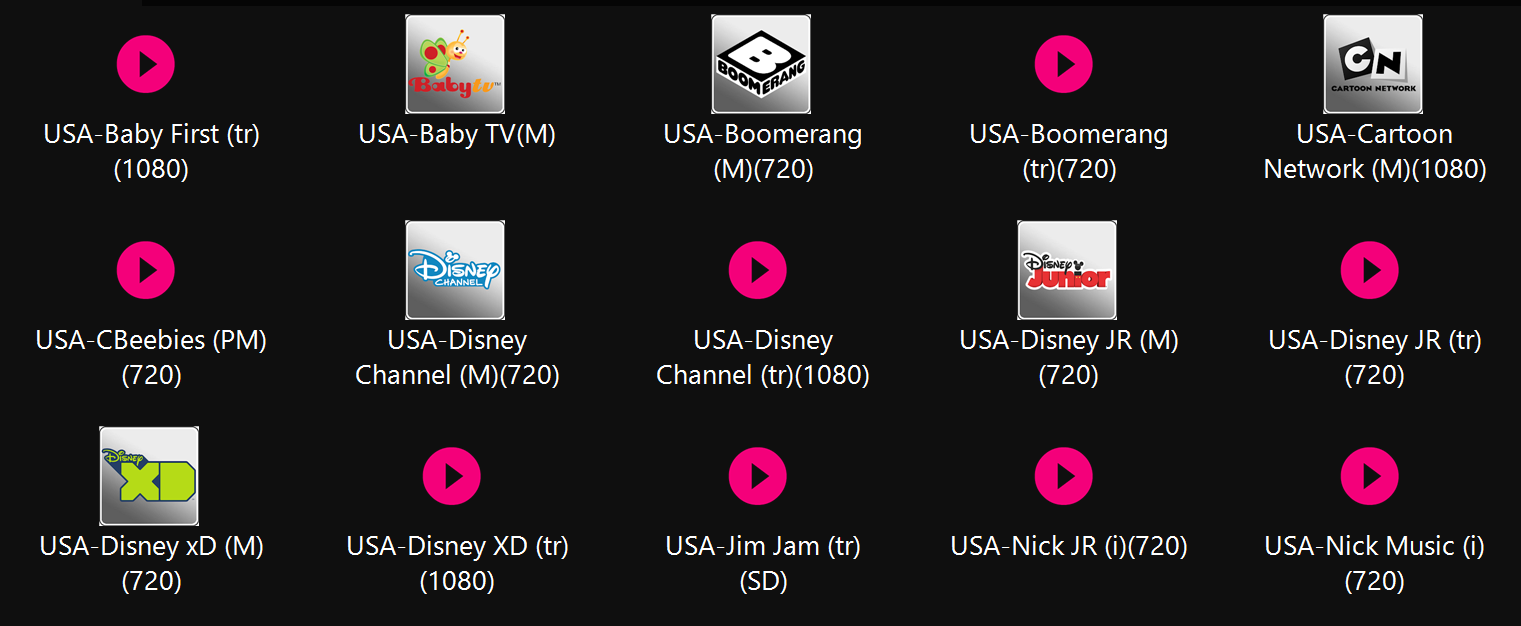 Babytv™
BOOMERANG
CN
CARTOON NETWORK
USA-Baby First (tr)
(1080)
USA-Baby TV(M)
USA-Boomerang
(M)(720)
USA-Boomerang
(tr)(720)
USA-Cartoon
Network (M)(1080)
Disney
CHANNEL
Disney
Junior
USA-CBeebies (PM)
(720)
USA-Disney
Channel (M)(720)
USA-Disney
Channel (tr)(1080)
USA-Disney JR (M)
(720)
USA-Disney JR (tr)
(720)
Disney
XD
USA-Disney xD (M)
(720)
USA-Disney XD (tr)
(1080)
USA-Jim Jam (tr)
(SD)
USA-Nick JR (i)(720)
USA-Nick Music (i)
(720)